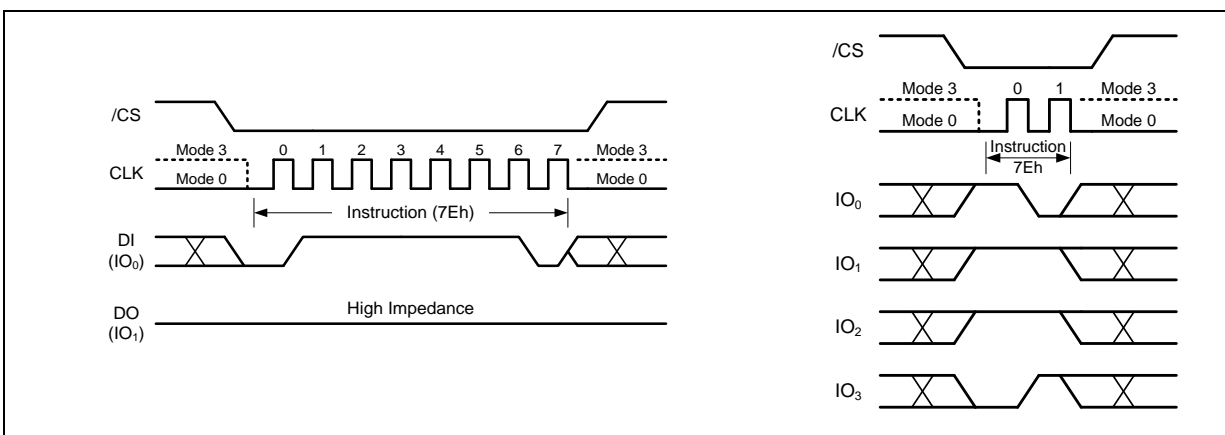 /CS
Mode 3 0 1 2 3 4 5 6 7 Mode 3
CLK
Mode 0 Mode 0
Instruction (7Eh)
DI
(IO₀)
High Impedance
DO
(IO₁)
/CS
Mode 3 0 1 Mode 3
CLK
Mode 0 Mode 0
Instruction
7Eh
IO₀
IO₁
IO₂
IO₃